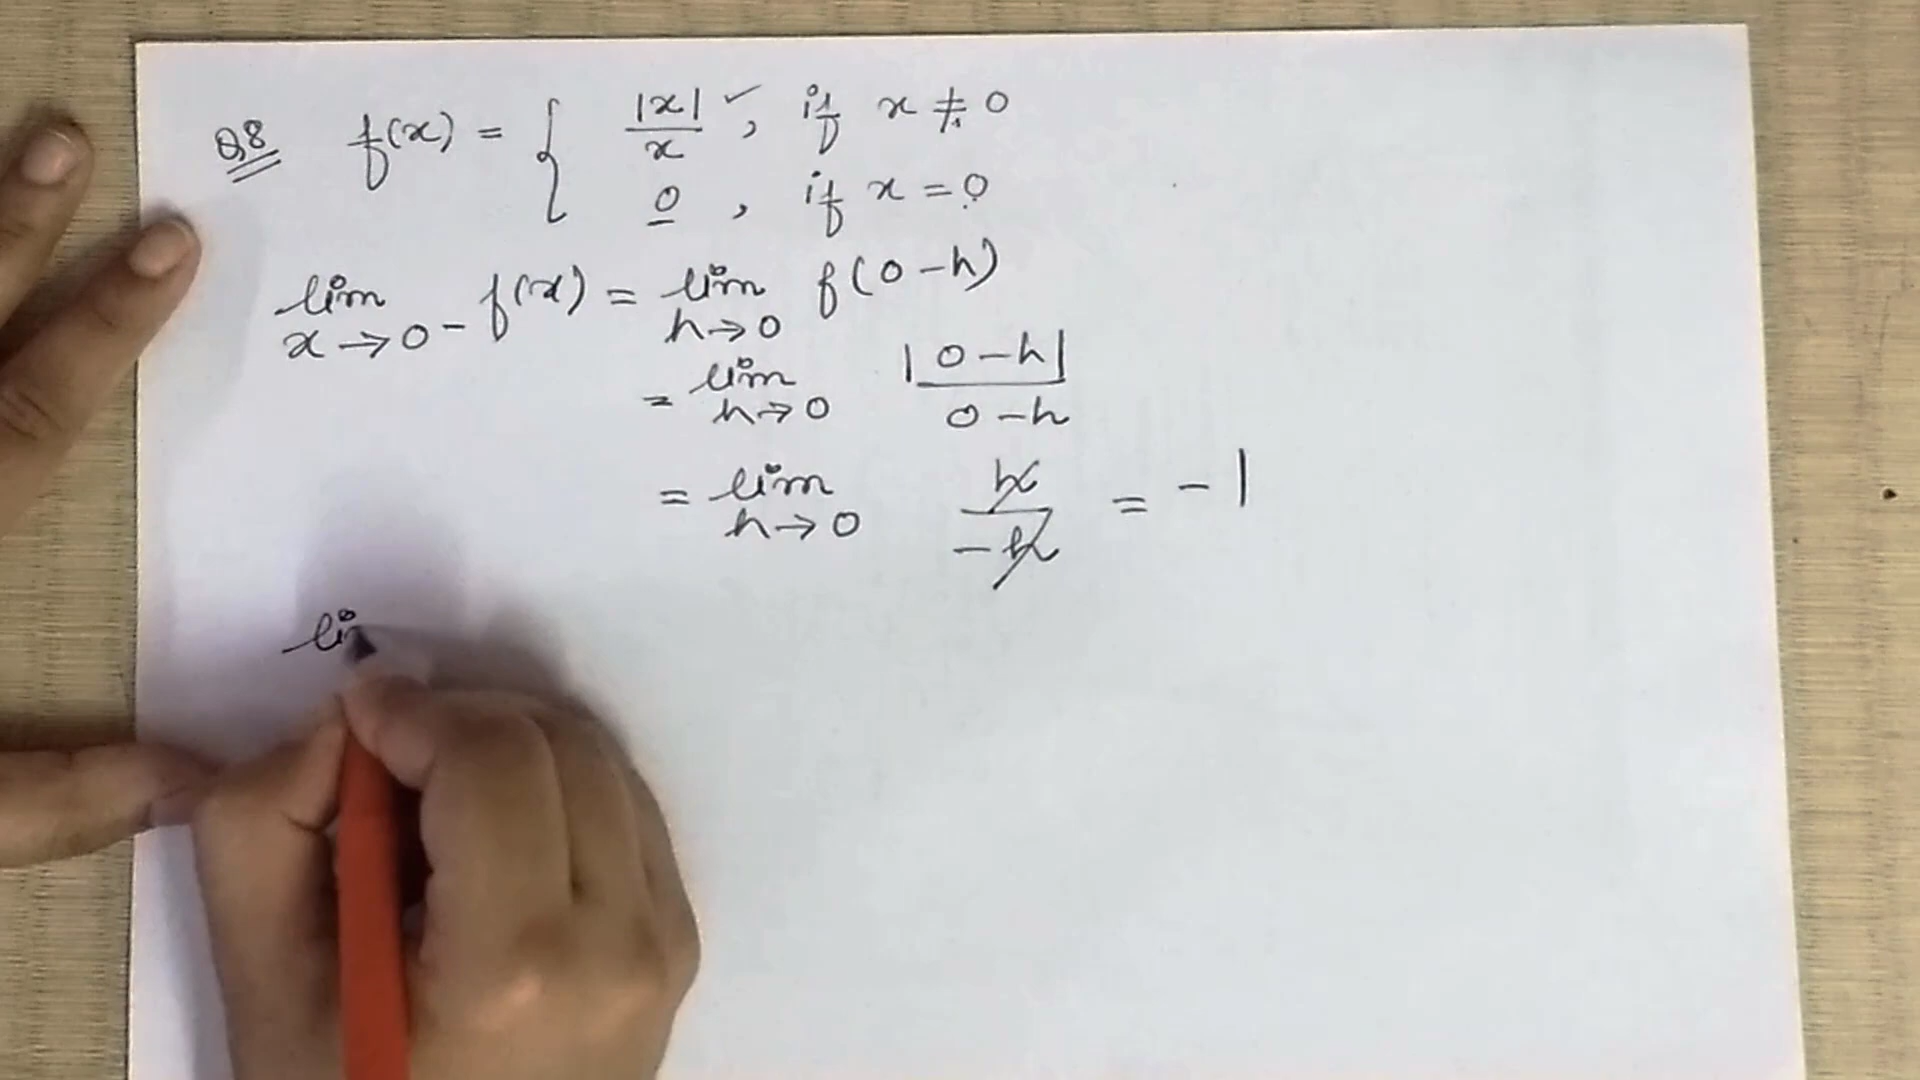 Q8 f(x) = { |x|/x ✓, if x ≠ 0
0 , if x = 0
lim x→0- f(x) = lim h→0 f(0-h)
= lim h→0 |0-h|/0-h
= lim h→0 h/-h = -1